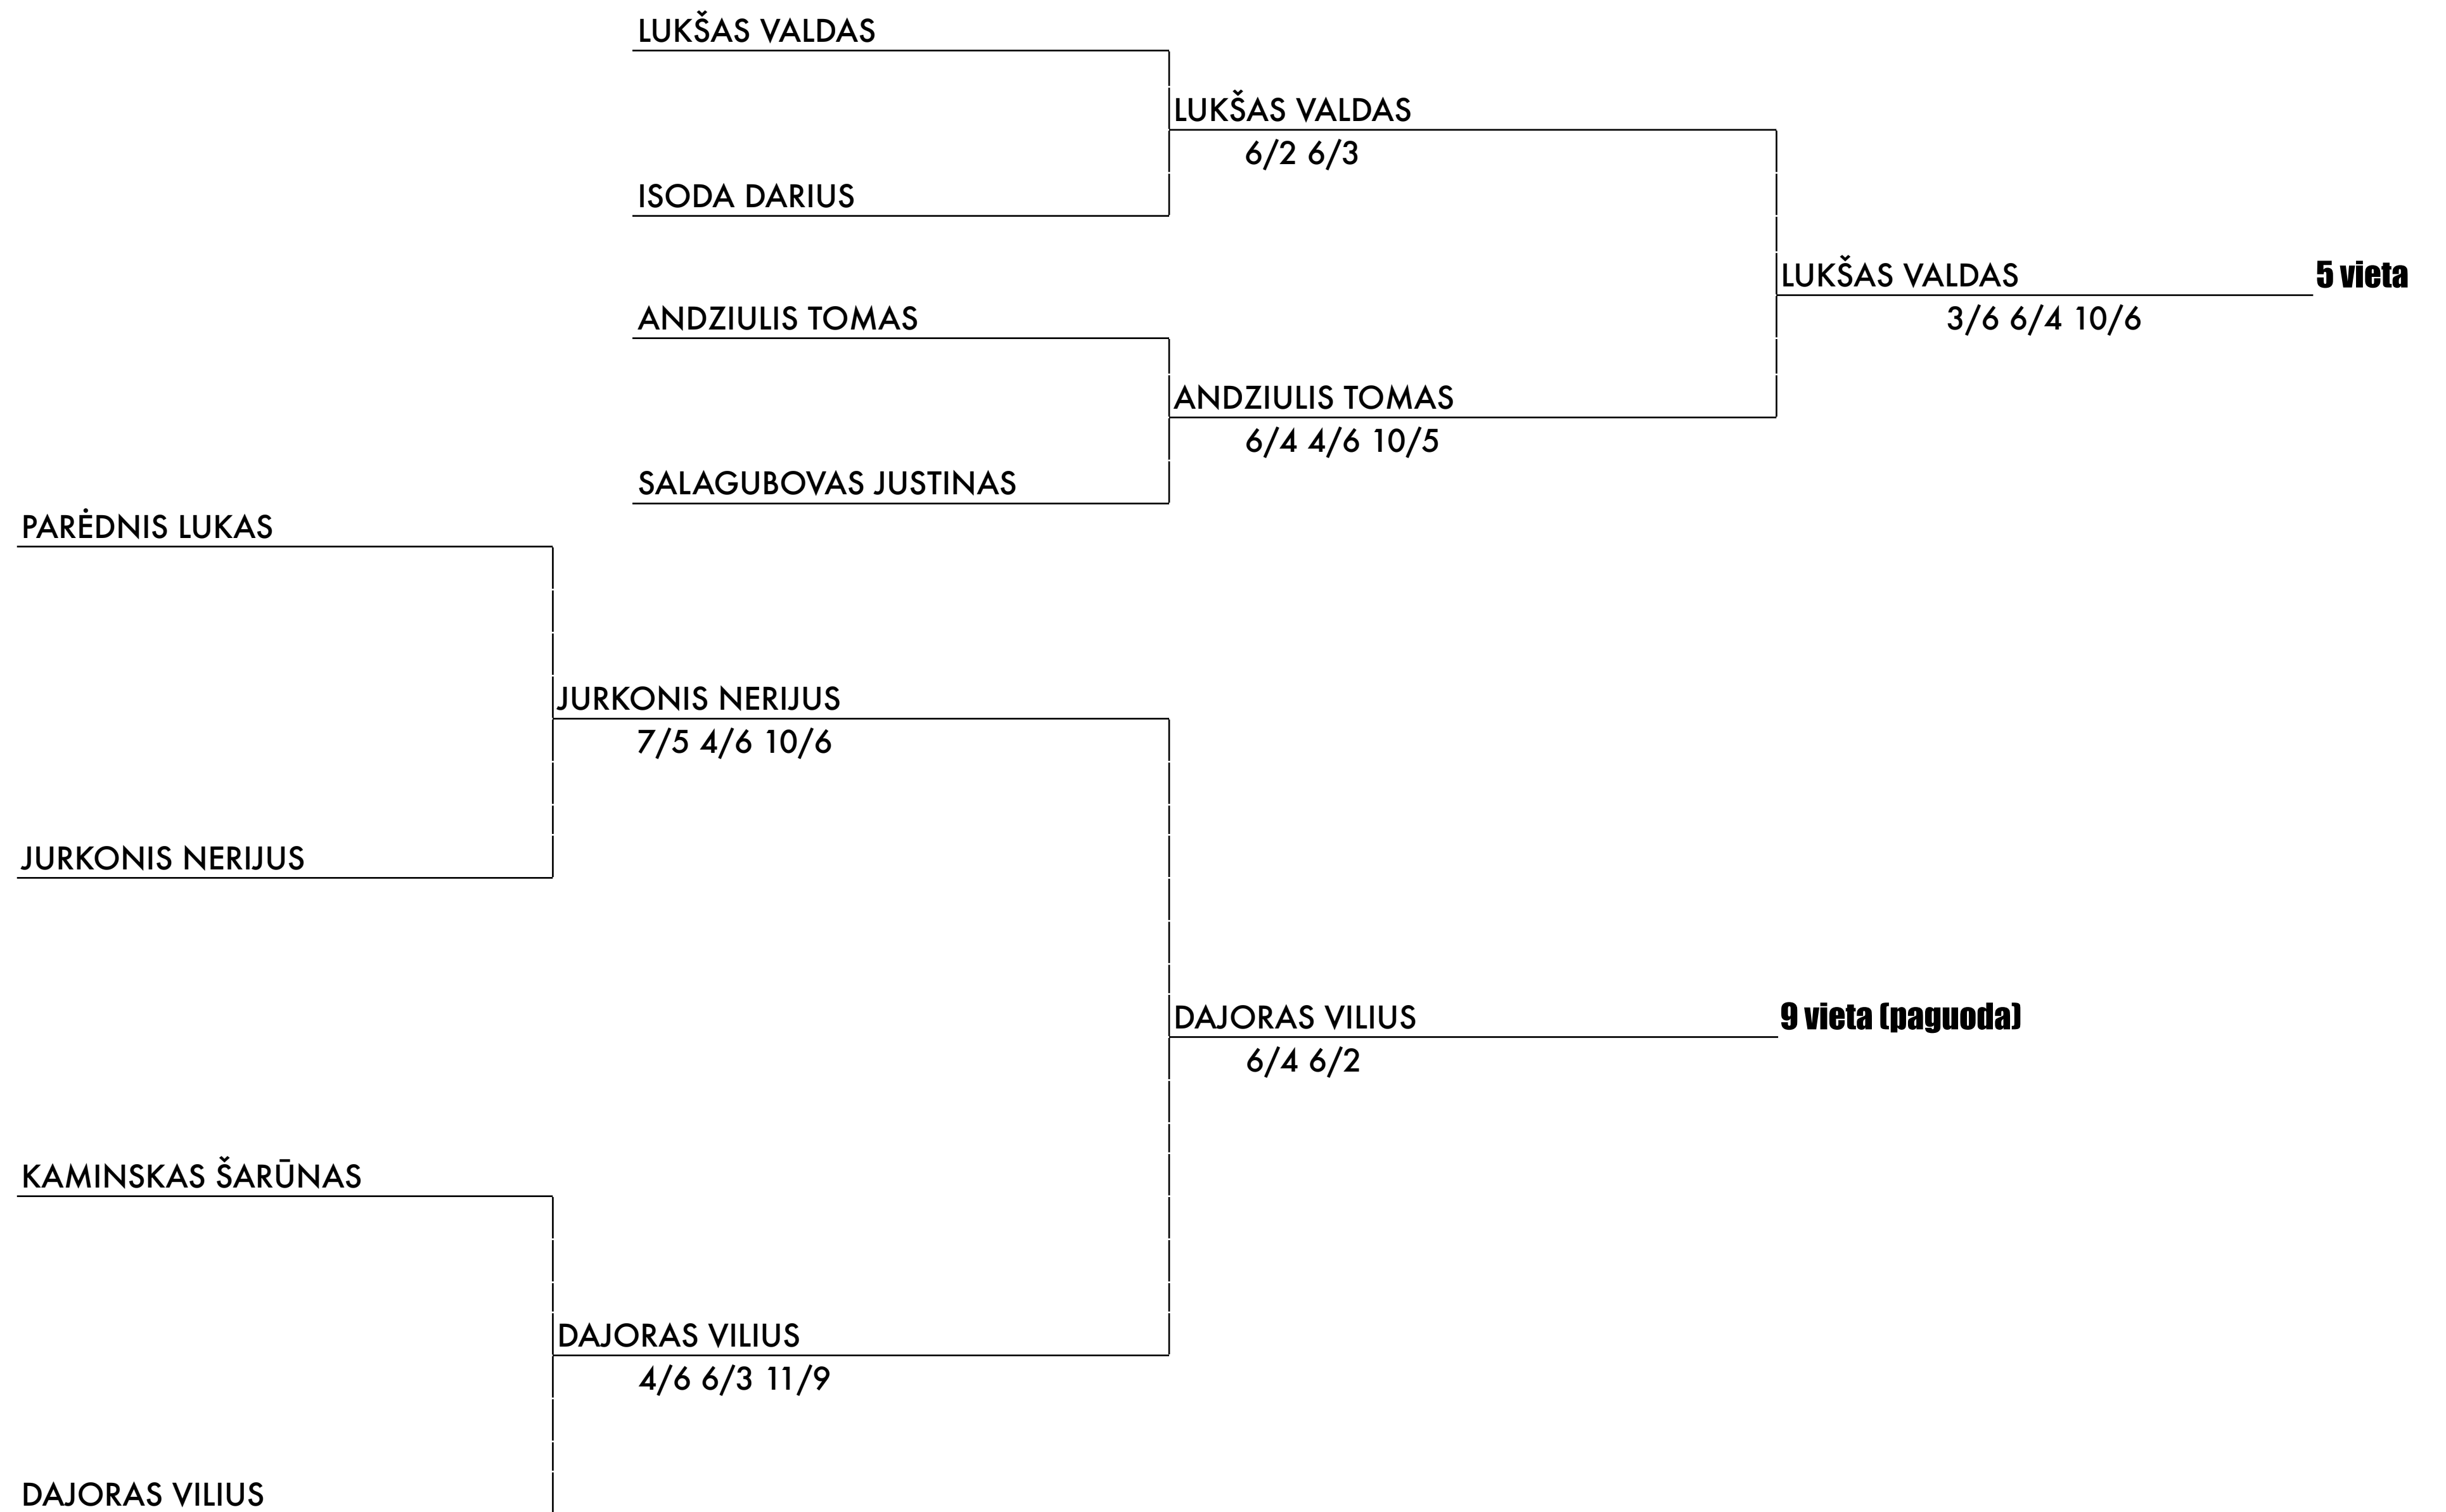 LUKŠAS VALDAS
LUKŠAS VALDAS
6/2 6/3
ISODA DARIUS
LUKŠAS VALDAS 5 vieta
3/6 6/4 10/6
ANDZIULIS TOMAS
ANDZIULIS TOMAS
6/4 4/6 10/5
SALAGUBOVAS JUSTINAS
PARĖDNIS LUKAS
JURKONIS NERIJUS
7/5 4/6 10/6
JURKONIS NERIJUS
DAJORAS VILIUS 9 vieta (paguoda)
6/4 6/2
KAMINSKAS ŠARŪNAS
DAJORAS VILIUS
4/6 6/3 11/9
DAJORAS VILIUS